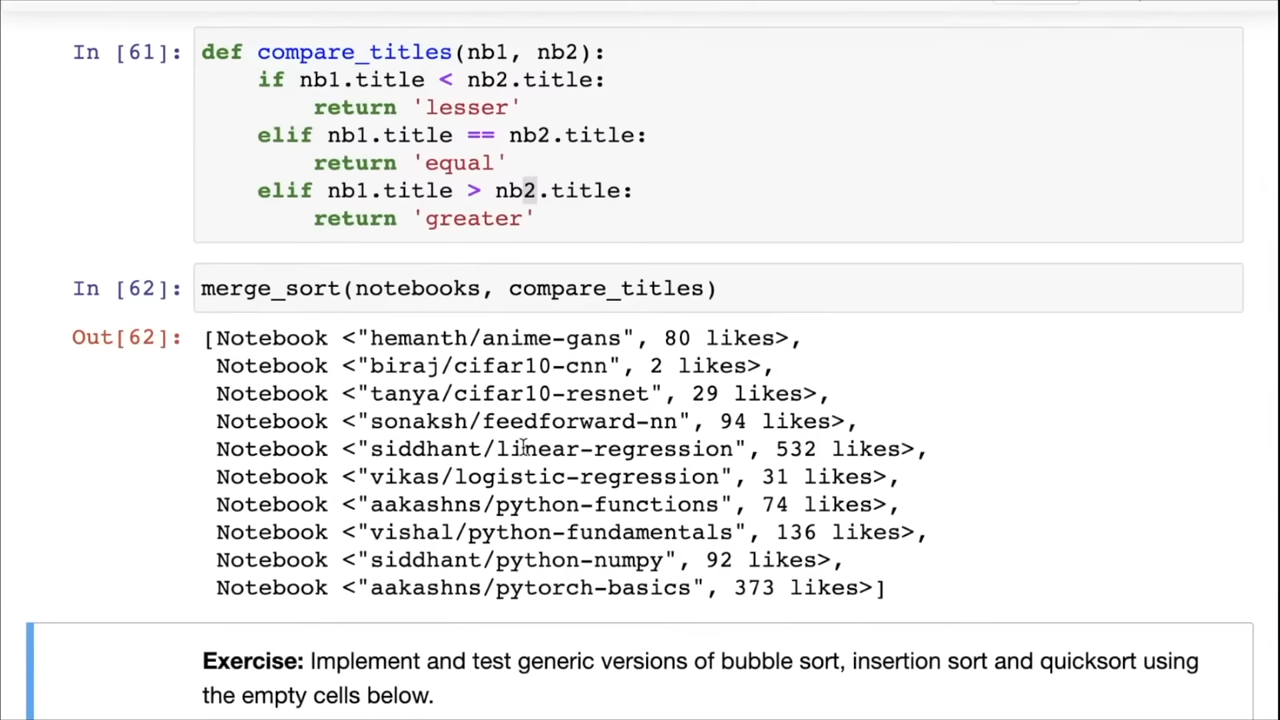 In [61]: def compare_titles(nb1, nb2):
    if nb1.title < nb2.title:
        return 'lesser'
    elif nb1.title == nb2.title:
        return 'equal'
    elif nb1.title > nb2.title:
        return 'greater'
In [62]: merge_sort(notebooks, compare_titles)
Out[62]: [Notebook <"hemanth/anime-gans", 80 likes>,
 Notebook <"biraj/cifar10-cnn", 2 likes>,
 Notebook <"tanya/cifar10-resnet", 29 likes>,
 Notebook <"sonaksh/feedforward-nn", 94 likes>,
 Notebook <"siddhant/linear-regression", 532 likes>,
 Notebook <"vikas/logistic-regression", 31 likes>,
 Notebook <"aakashns/python-functions", 74 likes>,
 Notebook <"vishal/python-fundamentals", 136 likes>,
 Notebook <"siddhant/python-numpy", 92 likes>,
 Notebook <"aakashns/pytorch-basics", 373 likes>]
Exercise: Implement and test generic versions of bubble sort, insertion sort and quicksort using
the empty cells below.